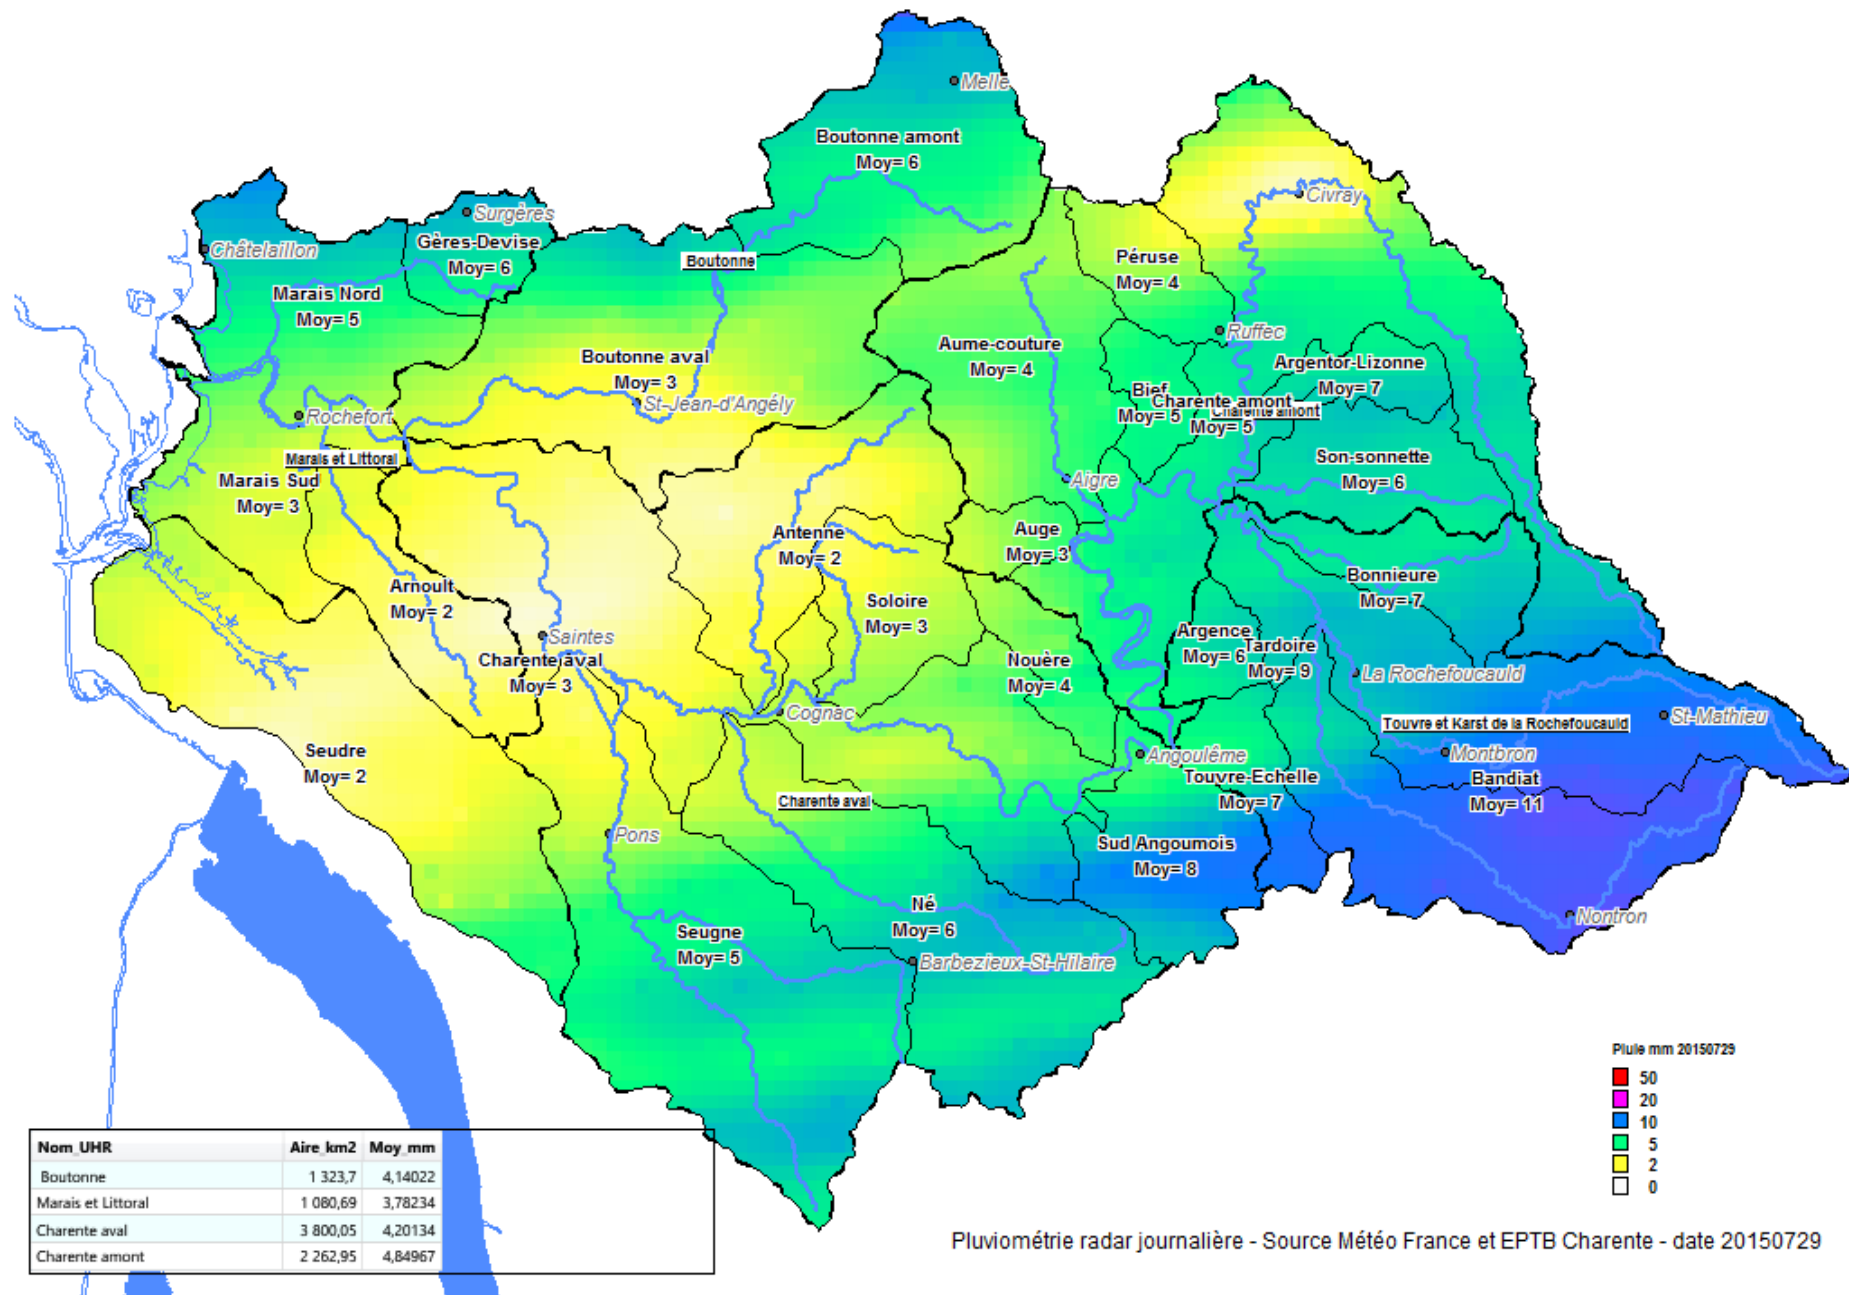 Melle
Boutonne amont
Moy= 6
Civray
Surgères
Châtelaillon
Gères-Devise
Moy= 6
Boutonne
Péruse
Moy= 4
Marais Nord
Moy= 5
Ruffec
Aume-couture
Moy= 4
Boutonne aval
Moy= 3
Argentor-Lizonne
Moy= 7
Bief
Moy= 5
Charente amont
Moy= 5
Charente amont
St-Jean-d'Angély
Rochefort
Marais et Littoral
Son-sonnette
Moy= 6
Marais Sud
Moy= 3
Aigre
Antenne
Moy= 2
Auge
Moy= 3
Bonnieure
Moy= 7
Arnoult
Moy= 2
Soloire
Moy= 3
Saintes
Argence
Moy= 6
Tardoire
Moy= 9
Charente aval
Moy= 3
Nouère
Moy= 4
La Rochefoucauld
Cognac
St-Mathieu
Touvre et Karst de la Rochefoucauld
Seudre
Moy= 2
Angoulême
Montbron
Touvre-Echelle
Moy= 7
Bandiat
Moy= 11
Charente aval
Pons
Sud Angoumois
Moy= 8
Né
Moy= 6
Nontron
Seugne
Moy= 5
Barbezieux-St-Hilaire
Pluie mm 20150729
50
20
10
5
2
0
Nom_UHR Aire_km2 Moy_mm
Boutonne 1 323,7 4,14022
Marais et Littoral 1 080,69 3,78234
Charente aval 3 800,05 4,20134
Charente amont 2 262,95 4,84967
Pluviométrie radar journalière - Source Météo France et EPTB Charente - date 20150729